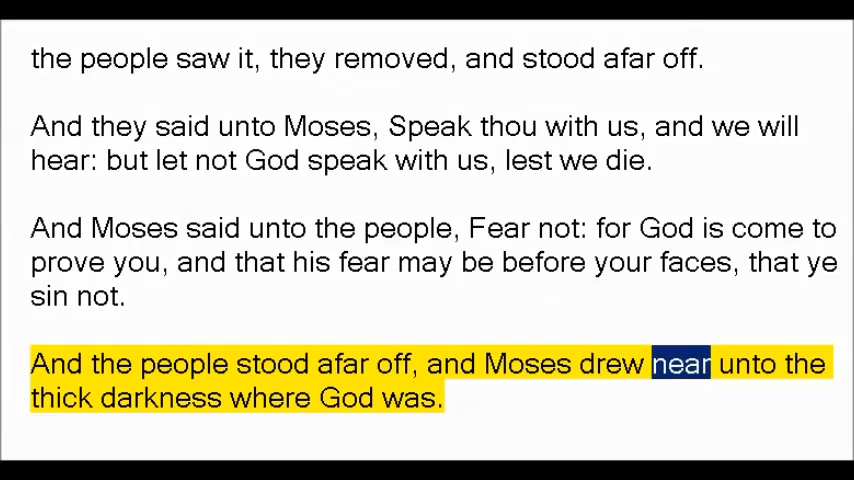 the people saw it, they removed, and stood afar off.
And they said unto Moses, Speak thou with us, and we will
hear: but let not God speak with us, lest we die.
And Moses said unto the people, Fear not: for God is come to
prove you, and that his fear may be before your faces, that ye
sin not.
And the people stood afar off, and Moses drew near unto the
thick darkness where God was.